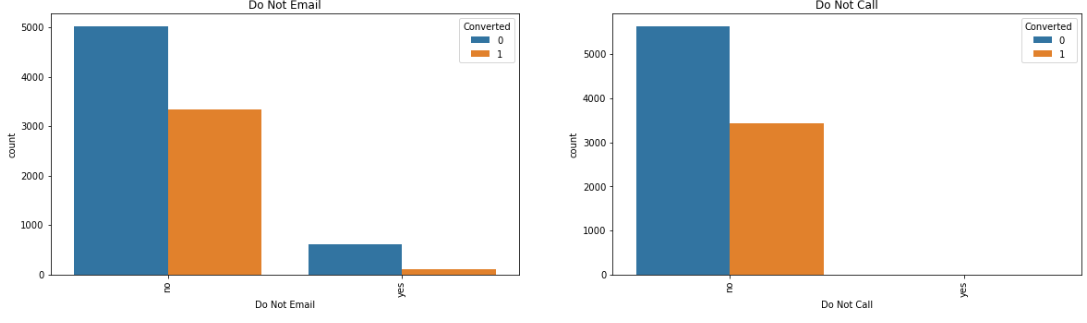 Do Not Email
Converted
0
1
5000
4000
3000
2000
1000
0
count
no
yes
Do Not Email
Do Not Call
Converted
0
1
5000
4000
3000
2000
1000
0
count
no
yes
Do Not Call